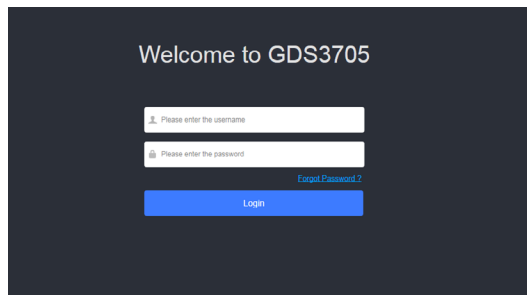 Welcome to GDS3705
Please enter the username
Please enter the password
Forgot Password ?
Login